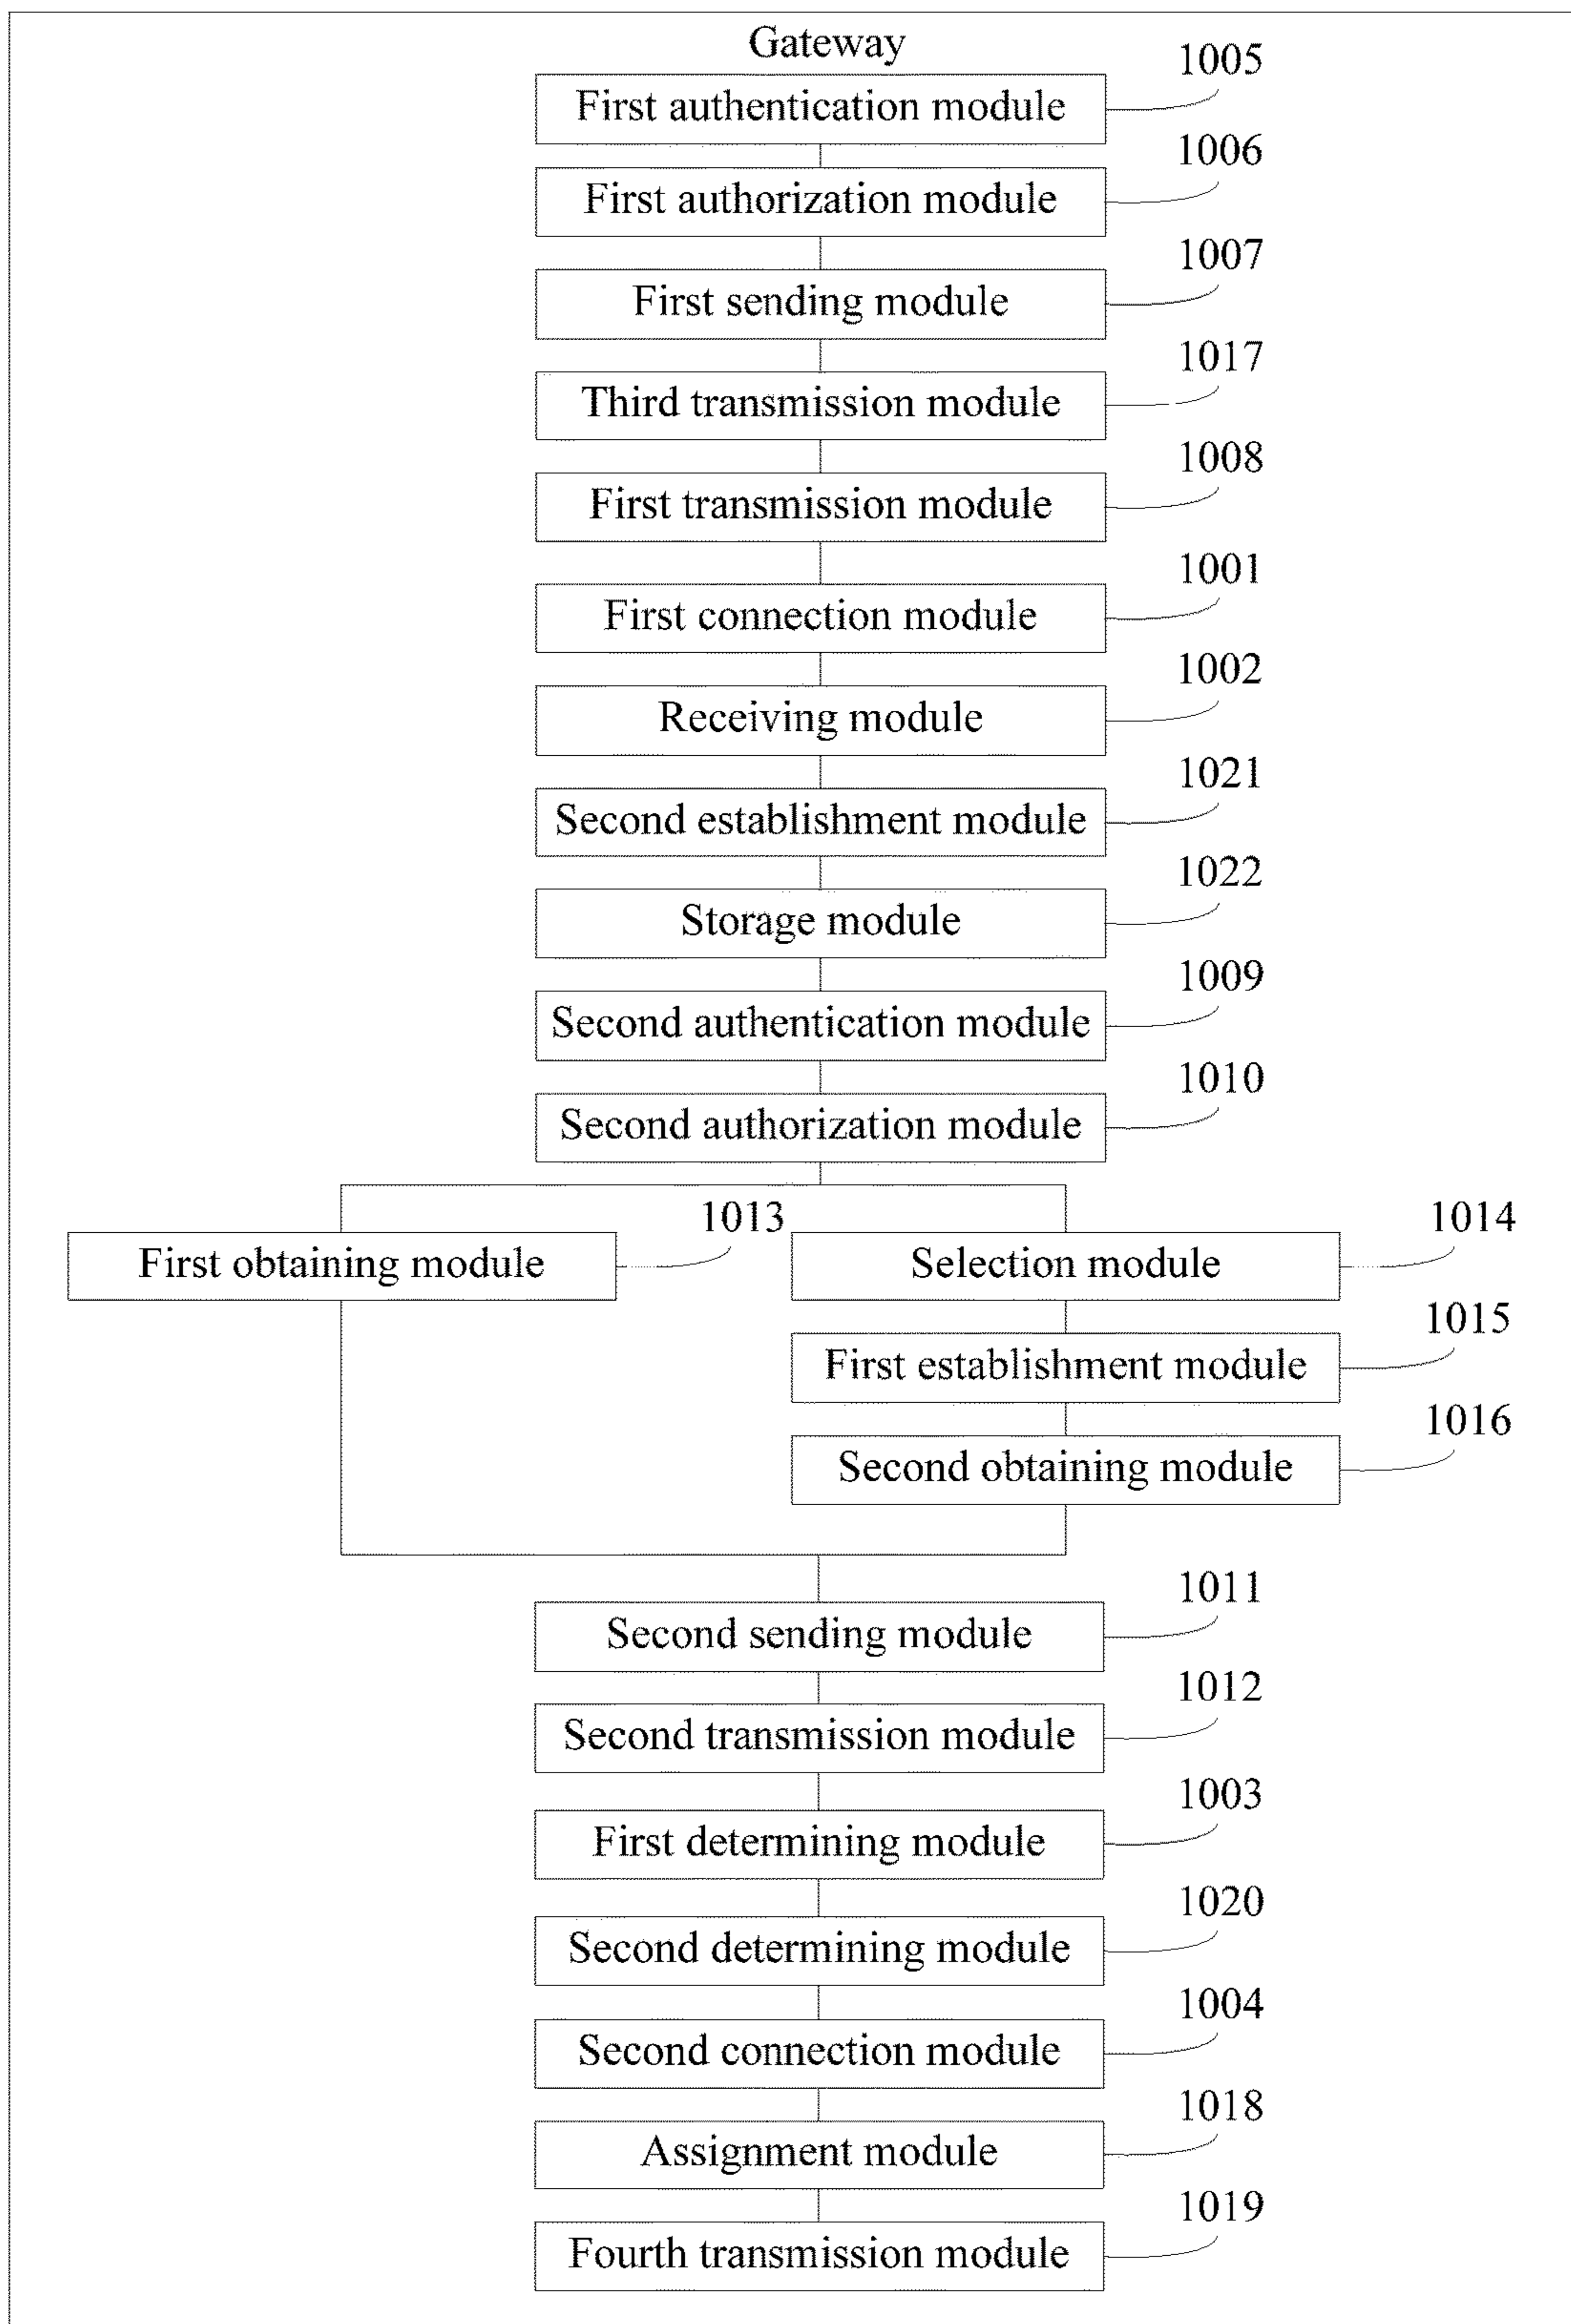 Gateway
1005
First authentication module
1006
First authorization module
1007
First sending module
1017
Third transmission module
1008
First transmission module
1001
First connection module
1002
Receiving module
1021
Second establishment module
1022
Storage module
1009
Second authentication module
1010
Second authorization module
1013
1014
First obtaining module
Selection module
1015
First establishment module
1016
Second obtaining module
1011
Second sending module
1012
Second transmission module
1003
First determining module
1020
Second determining module
1004
Second connection module
1018
Assignment module
1019
Fourth transmission module